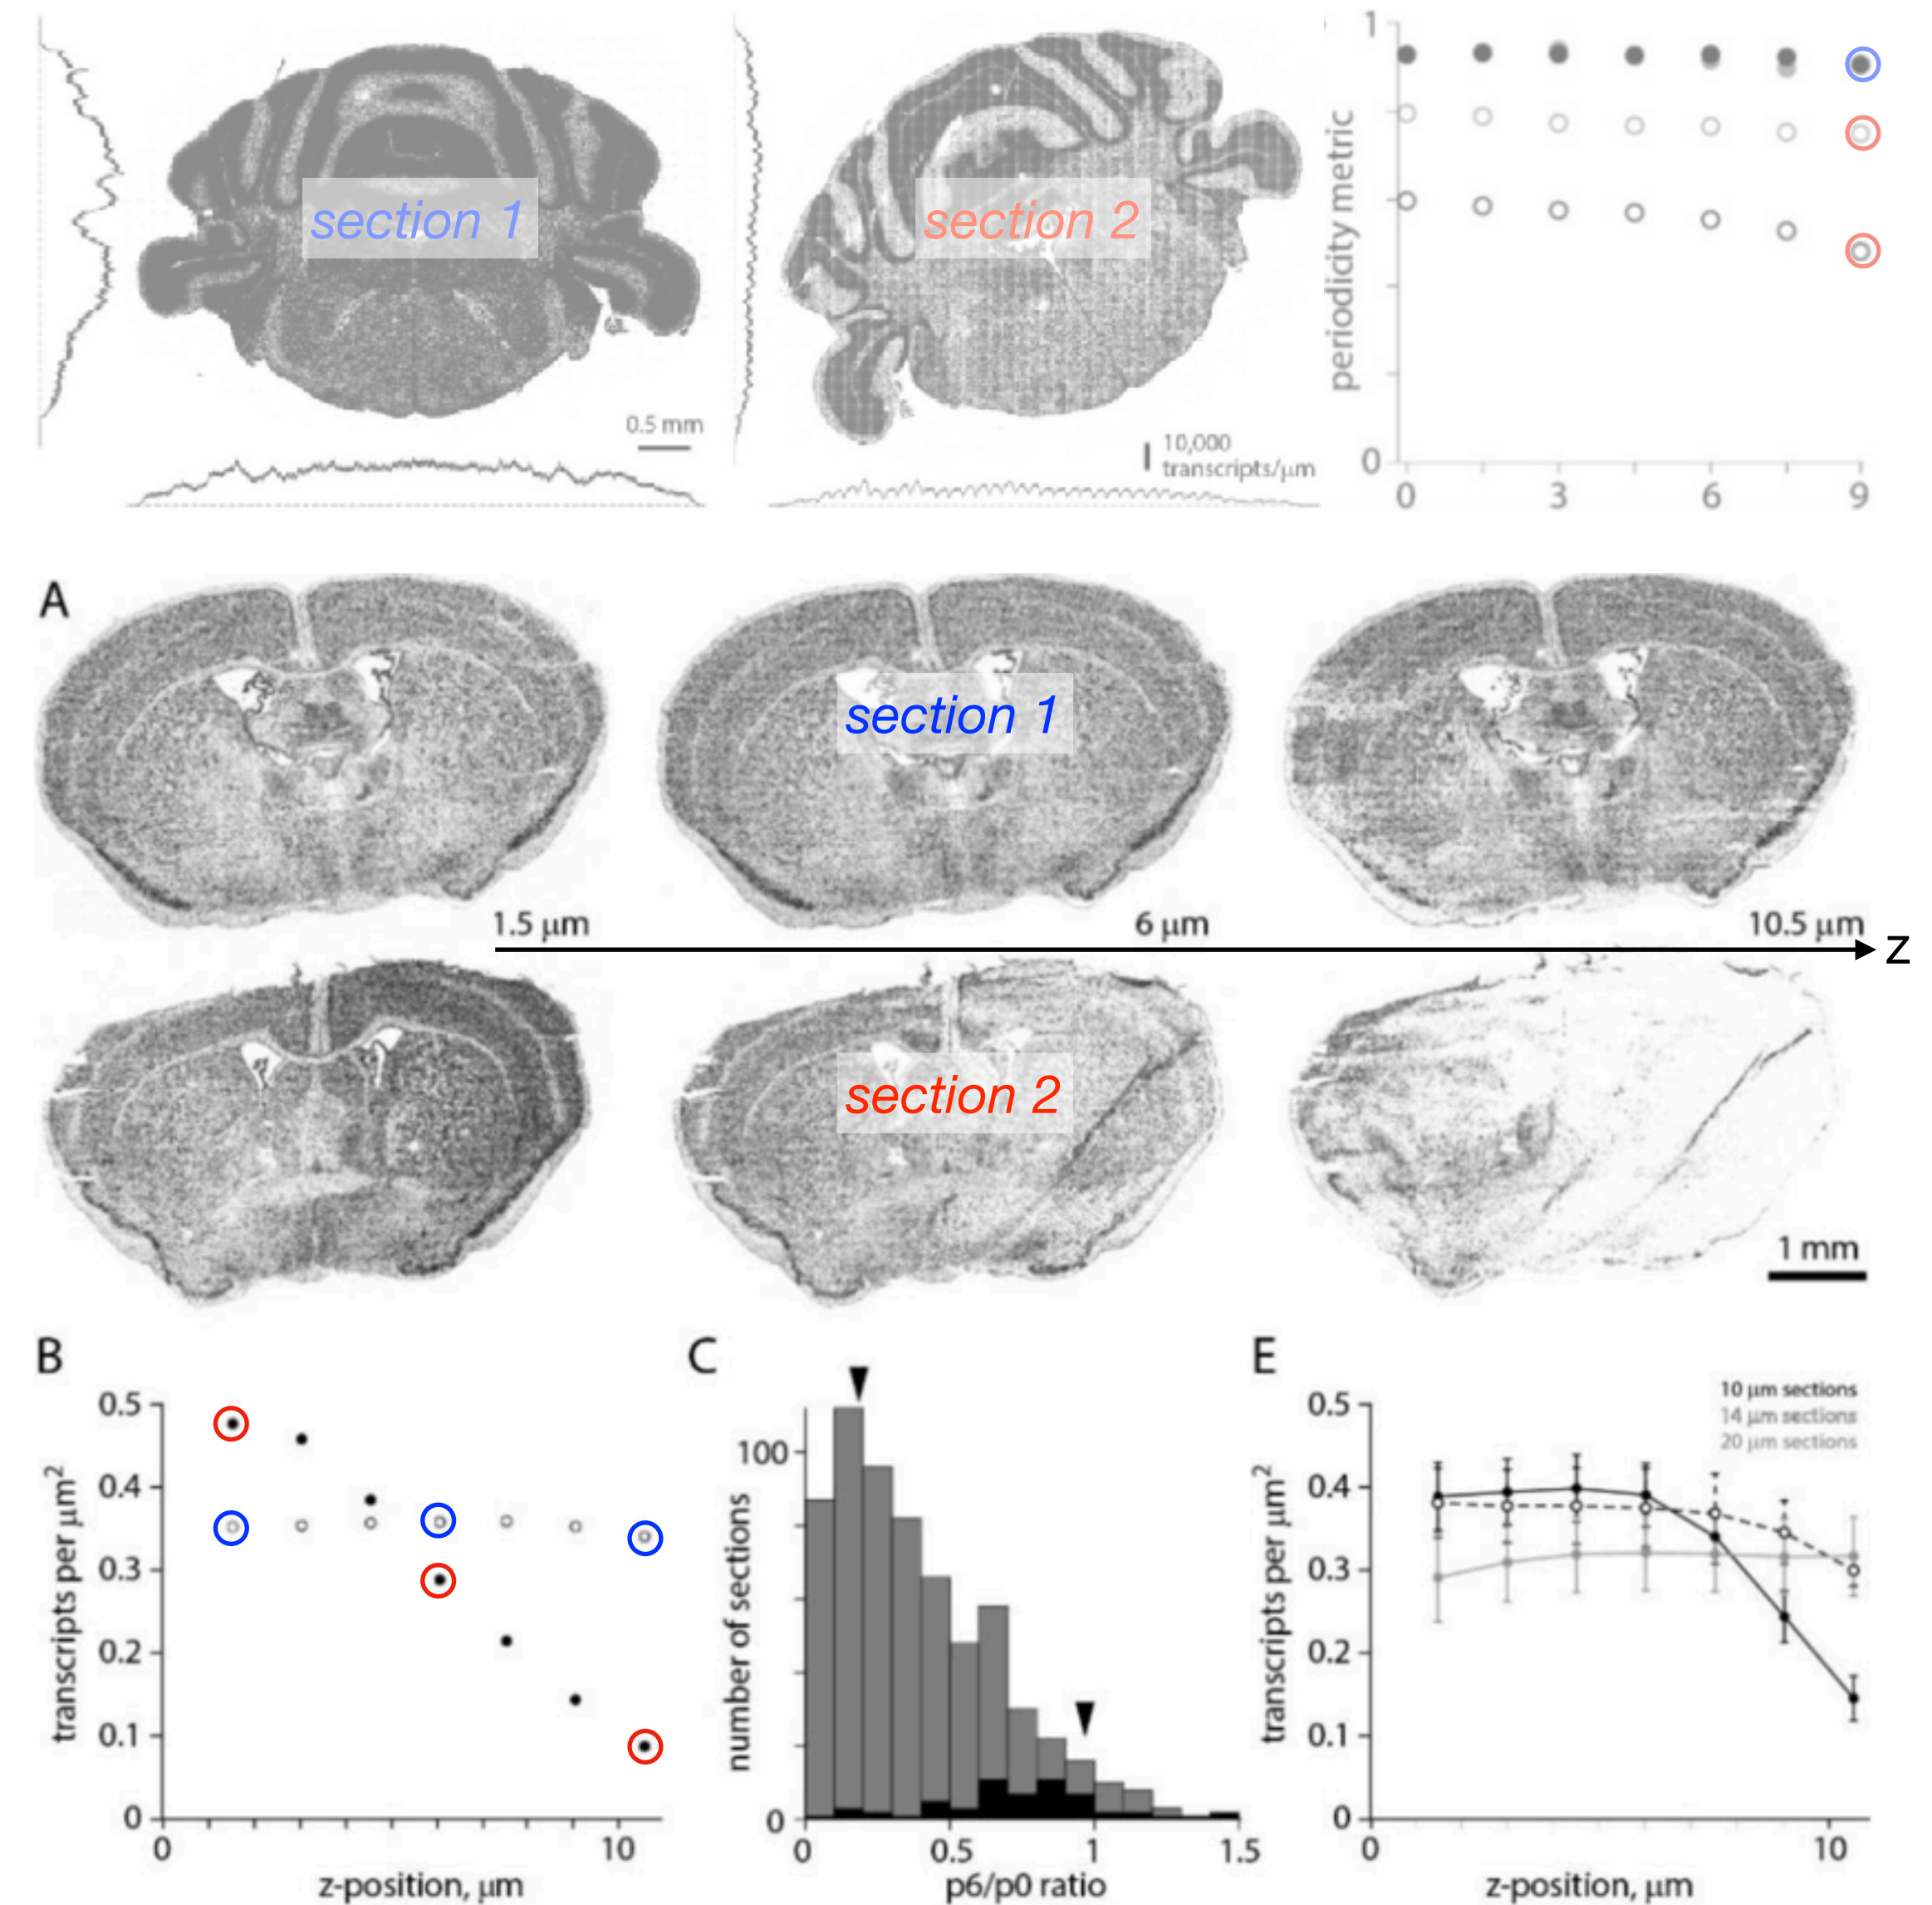 section 1
section 2
0.5 mm
10,000
transcripts/μm
periodidicity metric
1
0
0 3 6 9
A
section 1
1.5 μm
6 μm
10.5 μm
z
section 2
1 mm
B
transcripts per μm²
0.5
0.4
0.3
0.2
0.1
0
0 10
z-position, μm
C
number of sections
100
0
0 0.5 1 1.5
p6/p0 ratio
E
10 μm sections
14 μm sections
20 μm sections
transcripts per μm²
0.5
0.4
0.3
0.2
0.1
0
0 10
z-position, μm